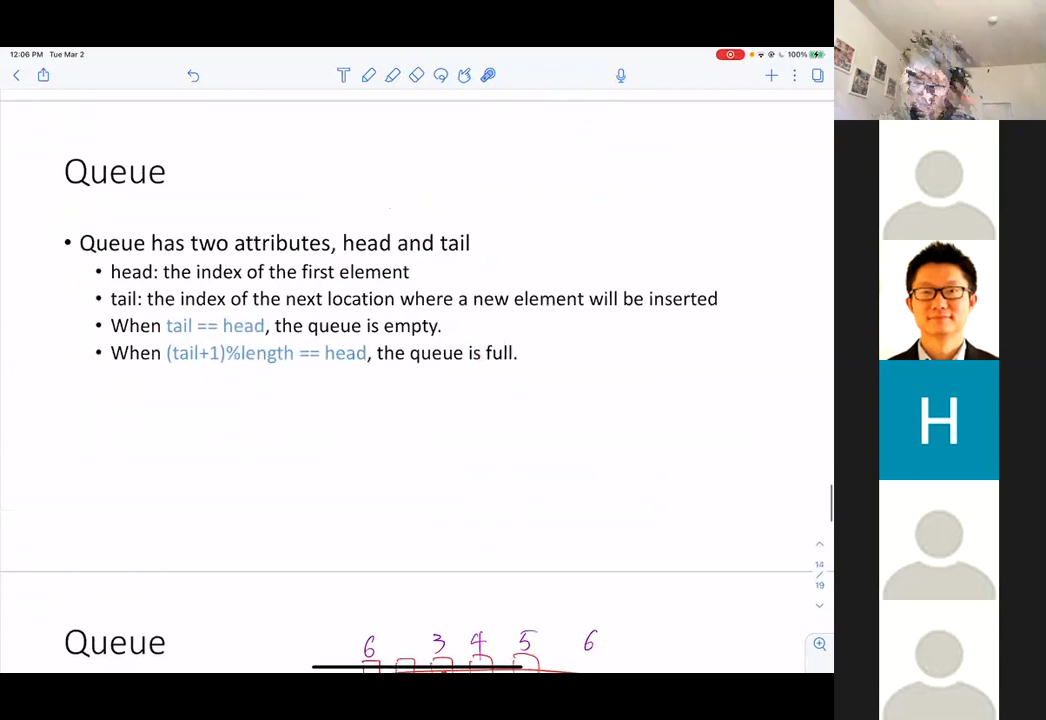 12:06 PM Tue Mar 2
100%
Queue
• Queue has two attributes, head and tail
• head: the index of the first element
• tail: the index of the next location where a new element will be inserted
• When tail == head, the queue is empty.
• When (tail+1)%length == head, the queue is full.
H
14
19
Queue
6 3 4 5 6